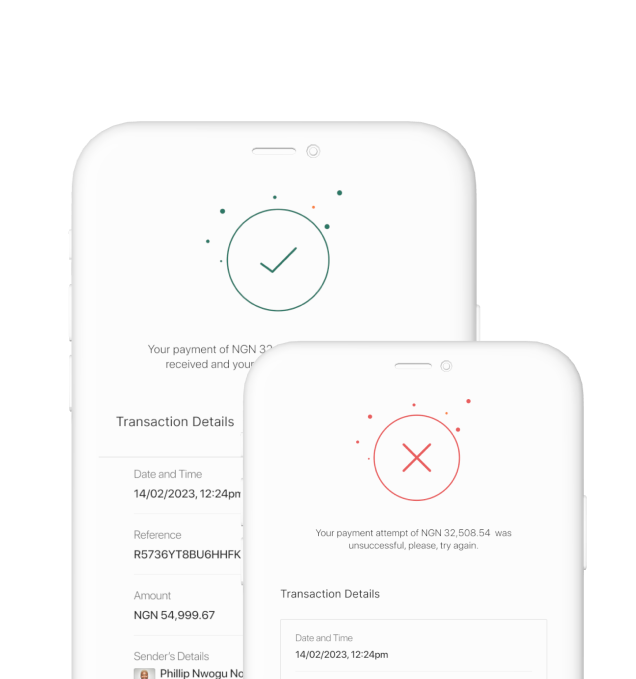 Your payment of NGN 32
received and your
Transaction Details
Date and Time
14/02/2023, 12:24pm
Reference
R5736YT8BU6HHFK
Amount
NGN 54,999.67
Sender's Details
Phillip Nwogu No
Your payment attempt of NGN 32,508.54 was
unsuccessful, please, try again.
Transaction Details
Date and Time
14/02/2023, 12:24pm